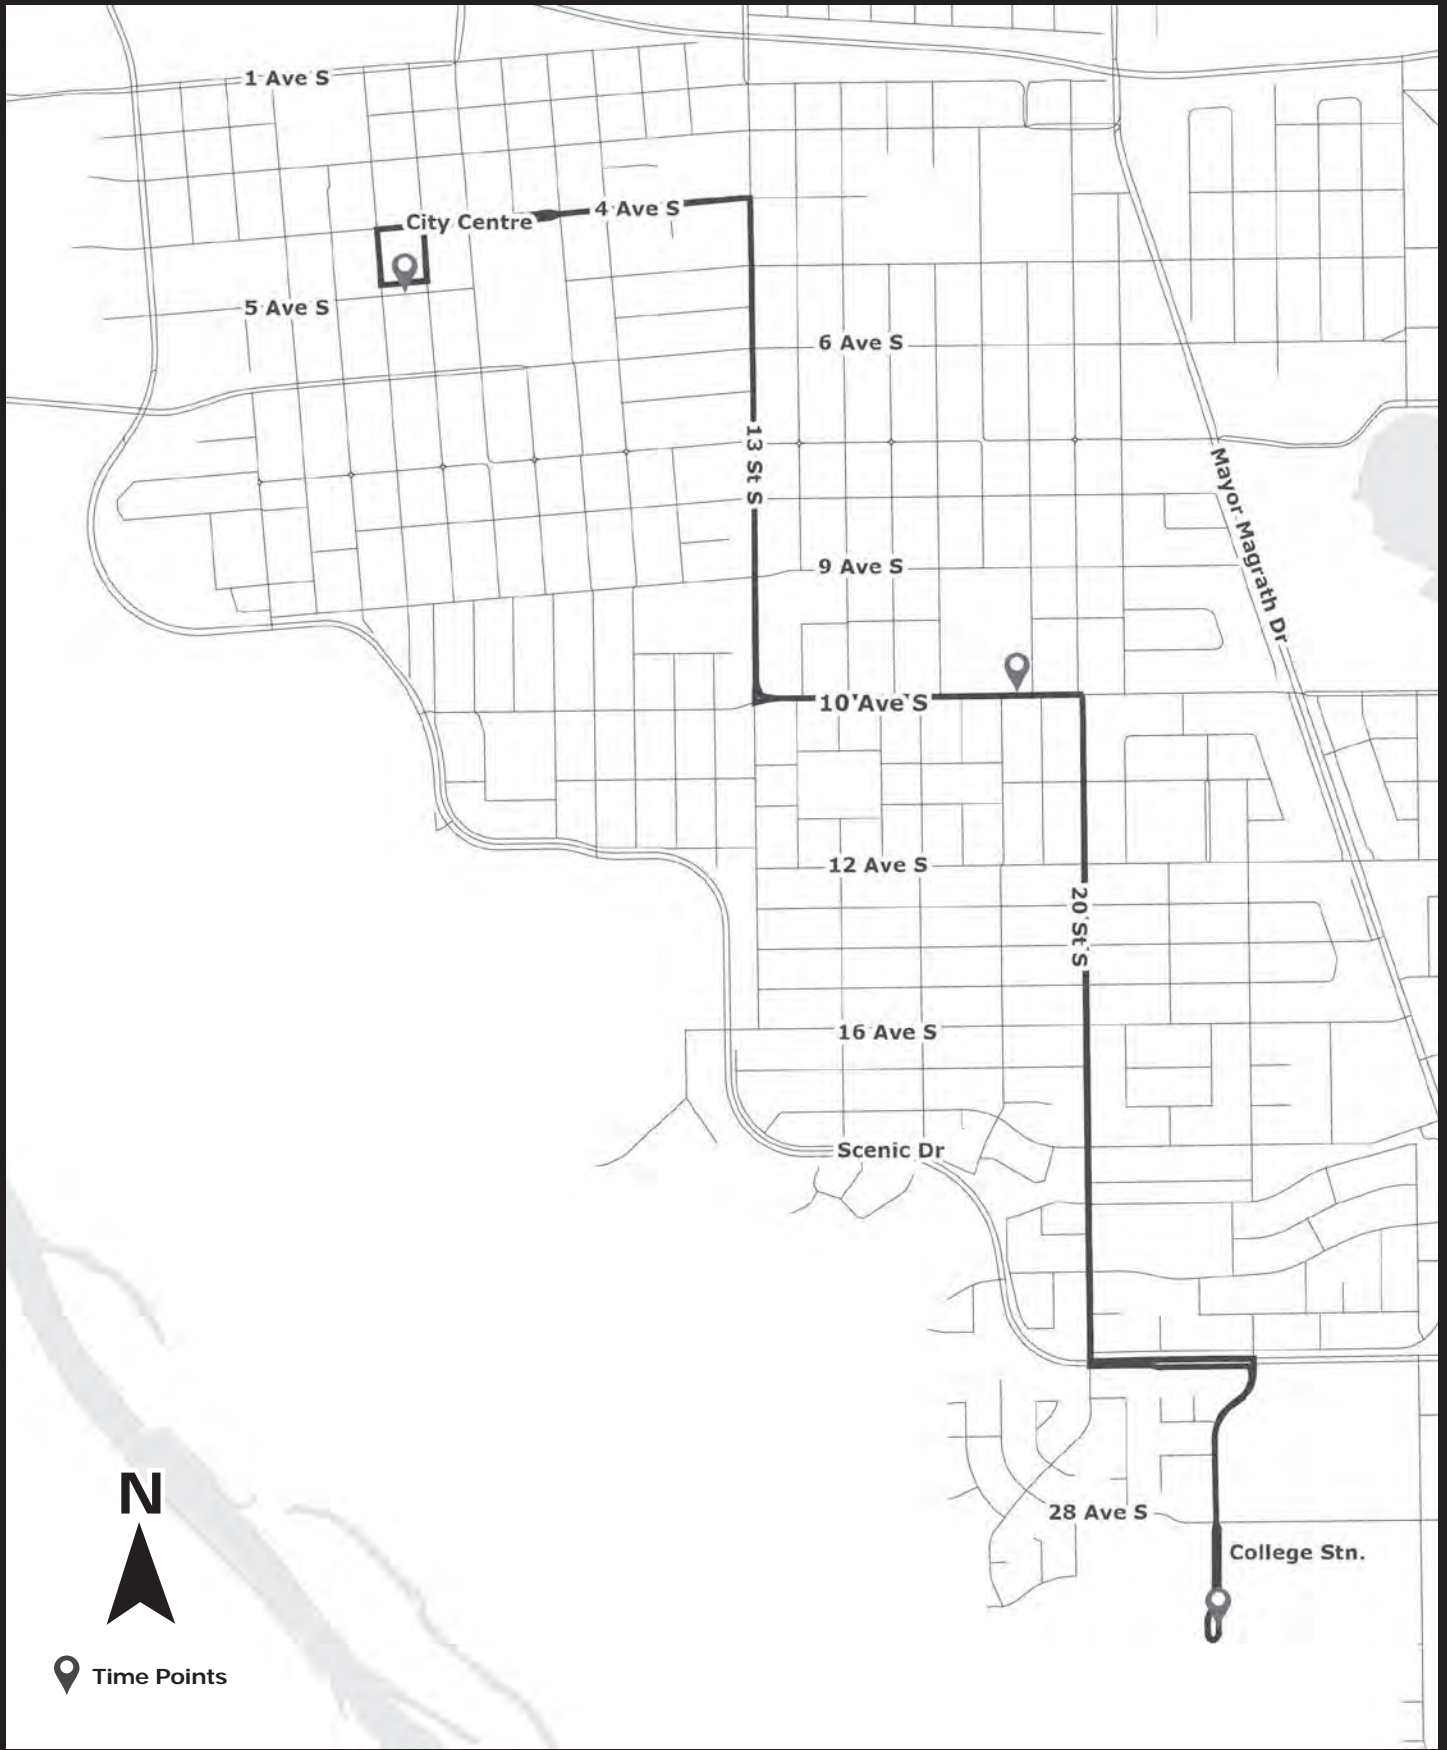 1 Ave S
4 Ave S
City Centre
5 Ave S
6 Ave S
13 St S
Mayor Magrath Dr
9 Ave S
10 Ave S
12 Ave S
20 St S
16 Ave S
Scenic Dr
N
28 Ave S
College Stn.
Time Points